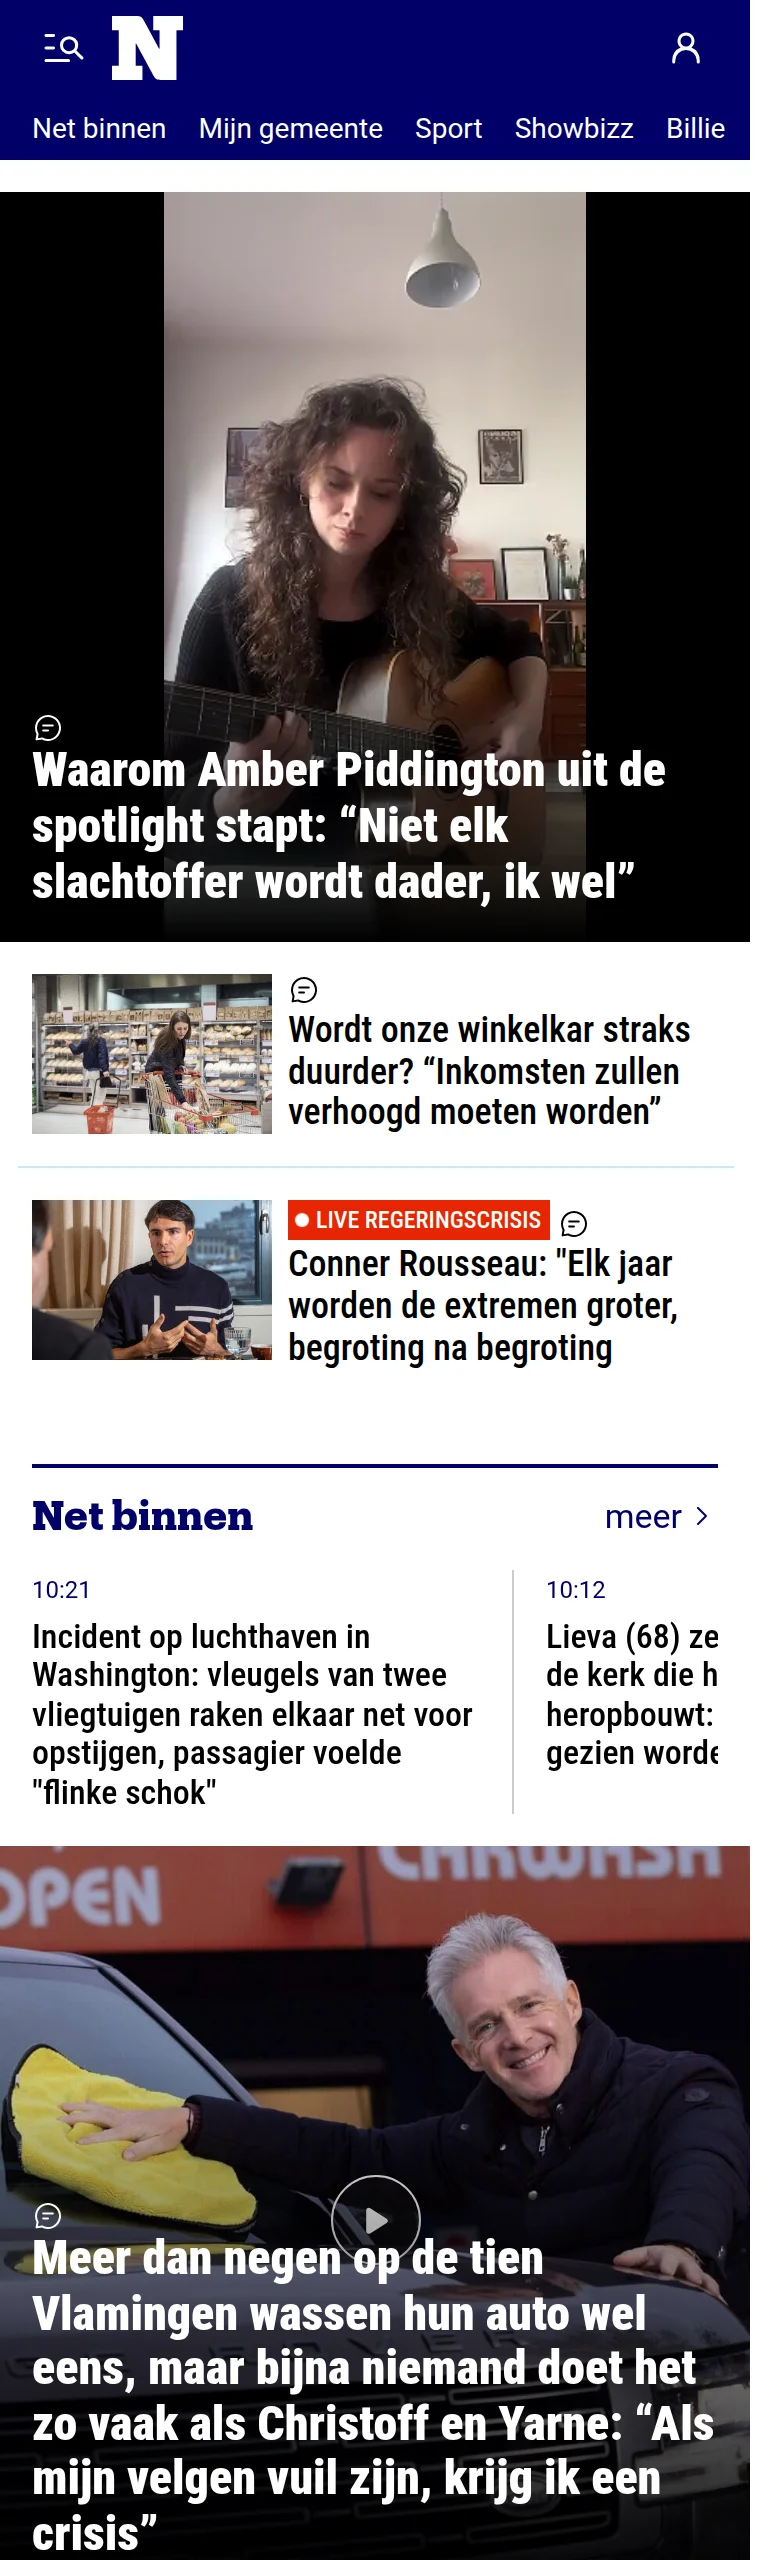 N
Net binnen Mijn gemeente Sport Showbizz Billie
Waarom Amber Piddington uit de
spotlight stapt: “Niet elk
slachtoffer wordt dader, ik wel”
Wordt onze winkelkar straks
duurder? “Inkomsten zullen
verhoogd moeten worden”
LIVE REGERINGSCRISIS
Conner Rousseau: "Elk jaar
worden de extremen groter,
begroting na begroting
Net binnen
meer
10:21
Incident op luchthaven in
Washington: vleugels van twee
vliegtuigen raken elkaar net voor
opstijgen, passagier voelde
"flinke schok"
10:12
Lieva (68) ze
de kerk die h
heropbouwt:
gezien worde
OPEN
CARWASH
Meer dan negen op de tien
Vlamingen wassen hun auto wel
eens, maar bijna niemand doet het
zo vaak als Christoff en Yarne: “Als
mijn velgen vuil zijn, krijg ik een
crisis”